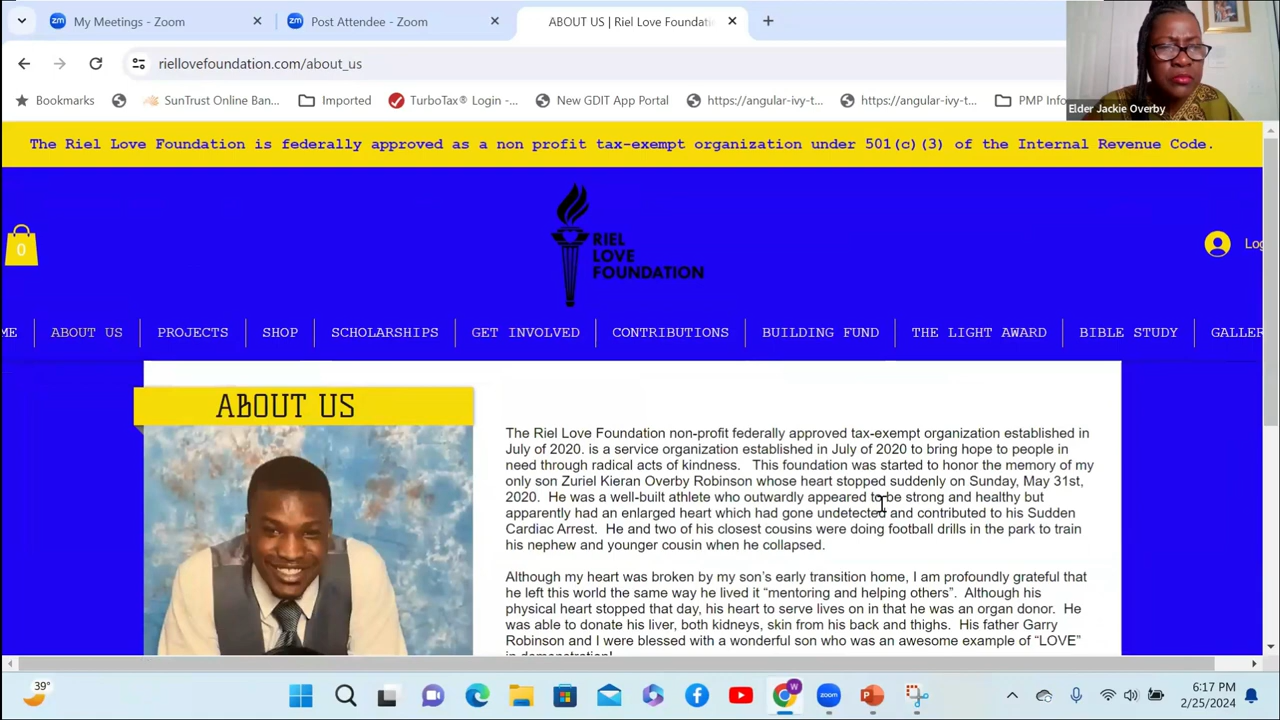 My Meetings - Zoom
Post Attendee - Zoom
ABOUT US | Riel Love Foundati
riellovefoundation.com/about_us
Elder Jackie Overby
Bookmarks
SunTrust Online Ban...
Imported
TurboTax® Login -...
New GDIT App Portal
https://angular-ivy-t...
https://angular-ivy-t...
PMP Info
The Riel Love Foundation is federally approved as a non profit tax-exempt organization under 501(c)(3) of the Internal Revenue Code.
0
RIEL
LOVE
FOUNDATION
Log
ME
ABOUT US
PROJECTS
SHOP
SCHOLARSHIPS
GET INVOLVED
CONTRIBUTIONS
BUILDING FUND
THE LIGHT AWARD
BIBLE STUDY
GALLER
ABOUT US
The Riel Love Foundation non-profit federally approved tax-exempt organization established in
July of 2020. is a service organization established in July of 2020 to bring hope to people in
need through radical acts of kindness. This foundation was started to honor the memory of my
only son Zuriel Kieran Overby Robinson whose heart stopped suddenly on Sunday, May 31st,
2020. He was a well-built athlete who outwardly appeared to be strong and healthy but
apparently had an enlarged heart which had gone undetected and contributed to his Sudden
Cardiac Arrest. He and two of his closest cousins were doing football drills in the park to train
his nephew and younger cousin when he collapsed.
Although my heart was broken by my son's early transition home, I am profoundly grateful that
he left this world the same way he lived it “mentoring and helping others”. Although his
physical heart stopped that day, his heart to serve lives on in that he was an organ donor. He
was able to donate his liver, both kidneys, skin from his back and thighs. His father Garry
Robinson and I were blessed with a wonderful son who was an awesome example of “LOVE”
in demonstration!
39°
zoom
6:17 PM
2/25/2024